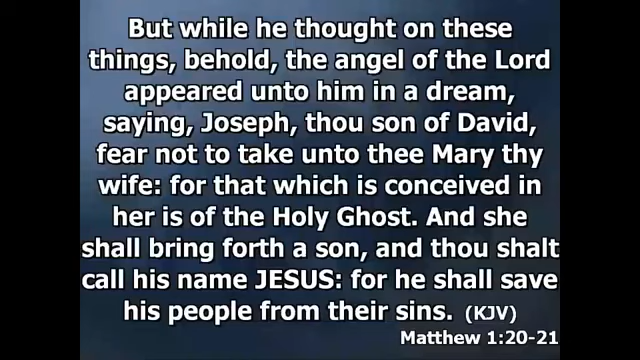 But while he thought on these
things, behold, the angel of the Lord
appeared unto him in a dream,
saying, Joseph, thou son of David,
fear not to take unto thee Mary thy
wife: for that which is conceived in
her is of the Holy Ghost. And she
shall bring forth a son, and thou shalt
call his name JESUS: for he shall save
his people from their sins. (KJV)
Matthew 1:20-21